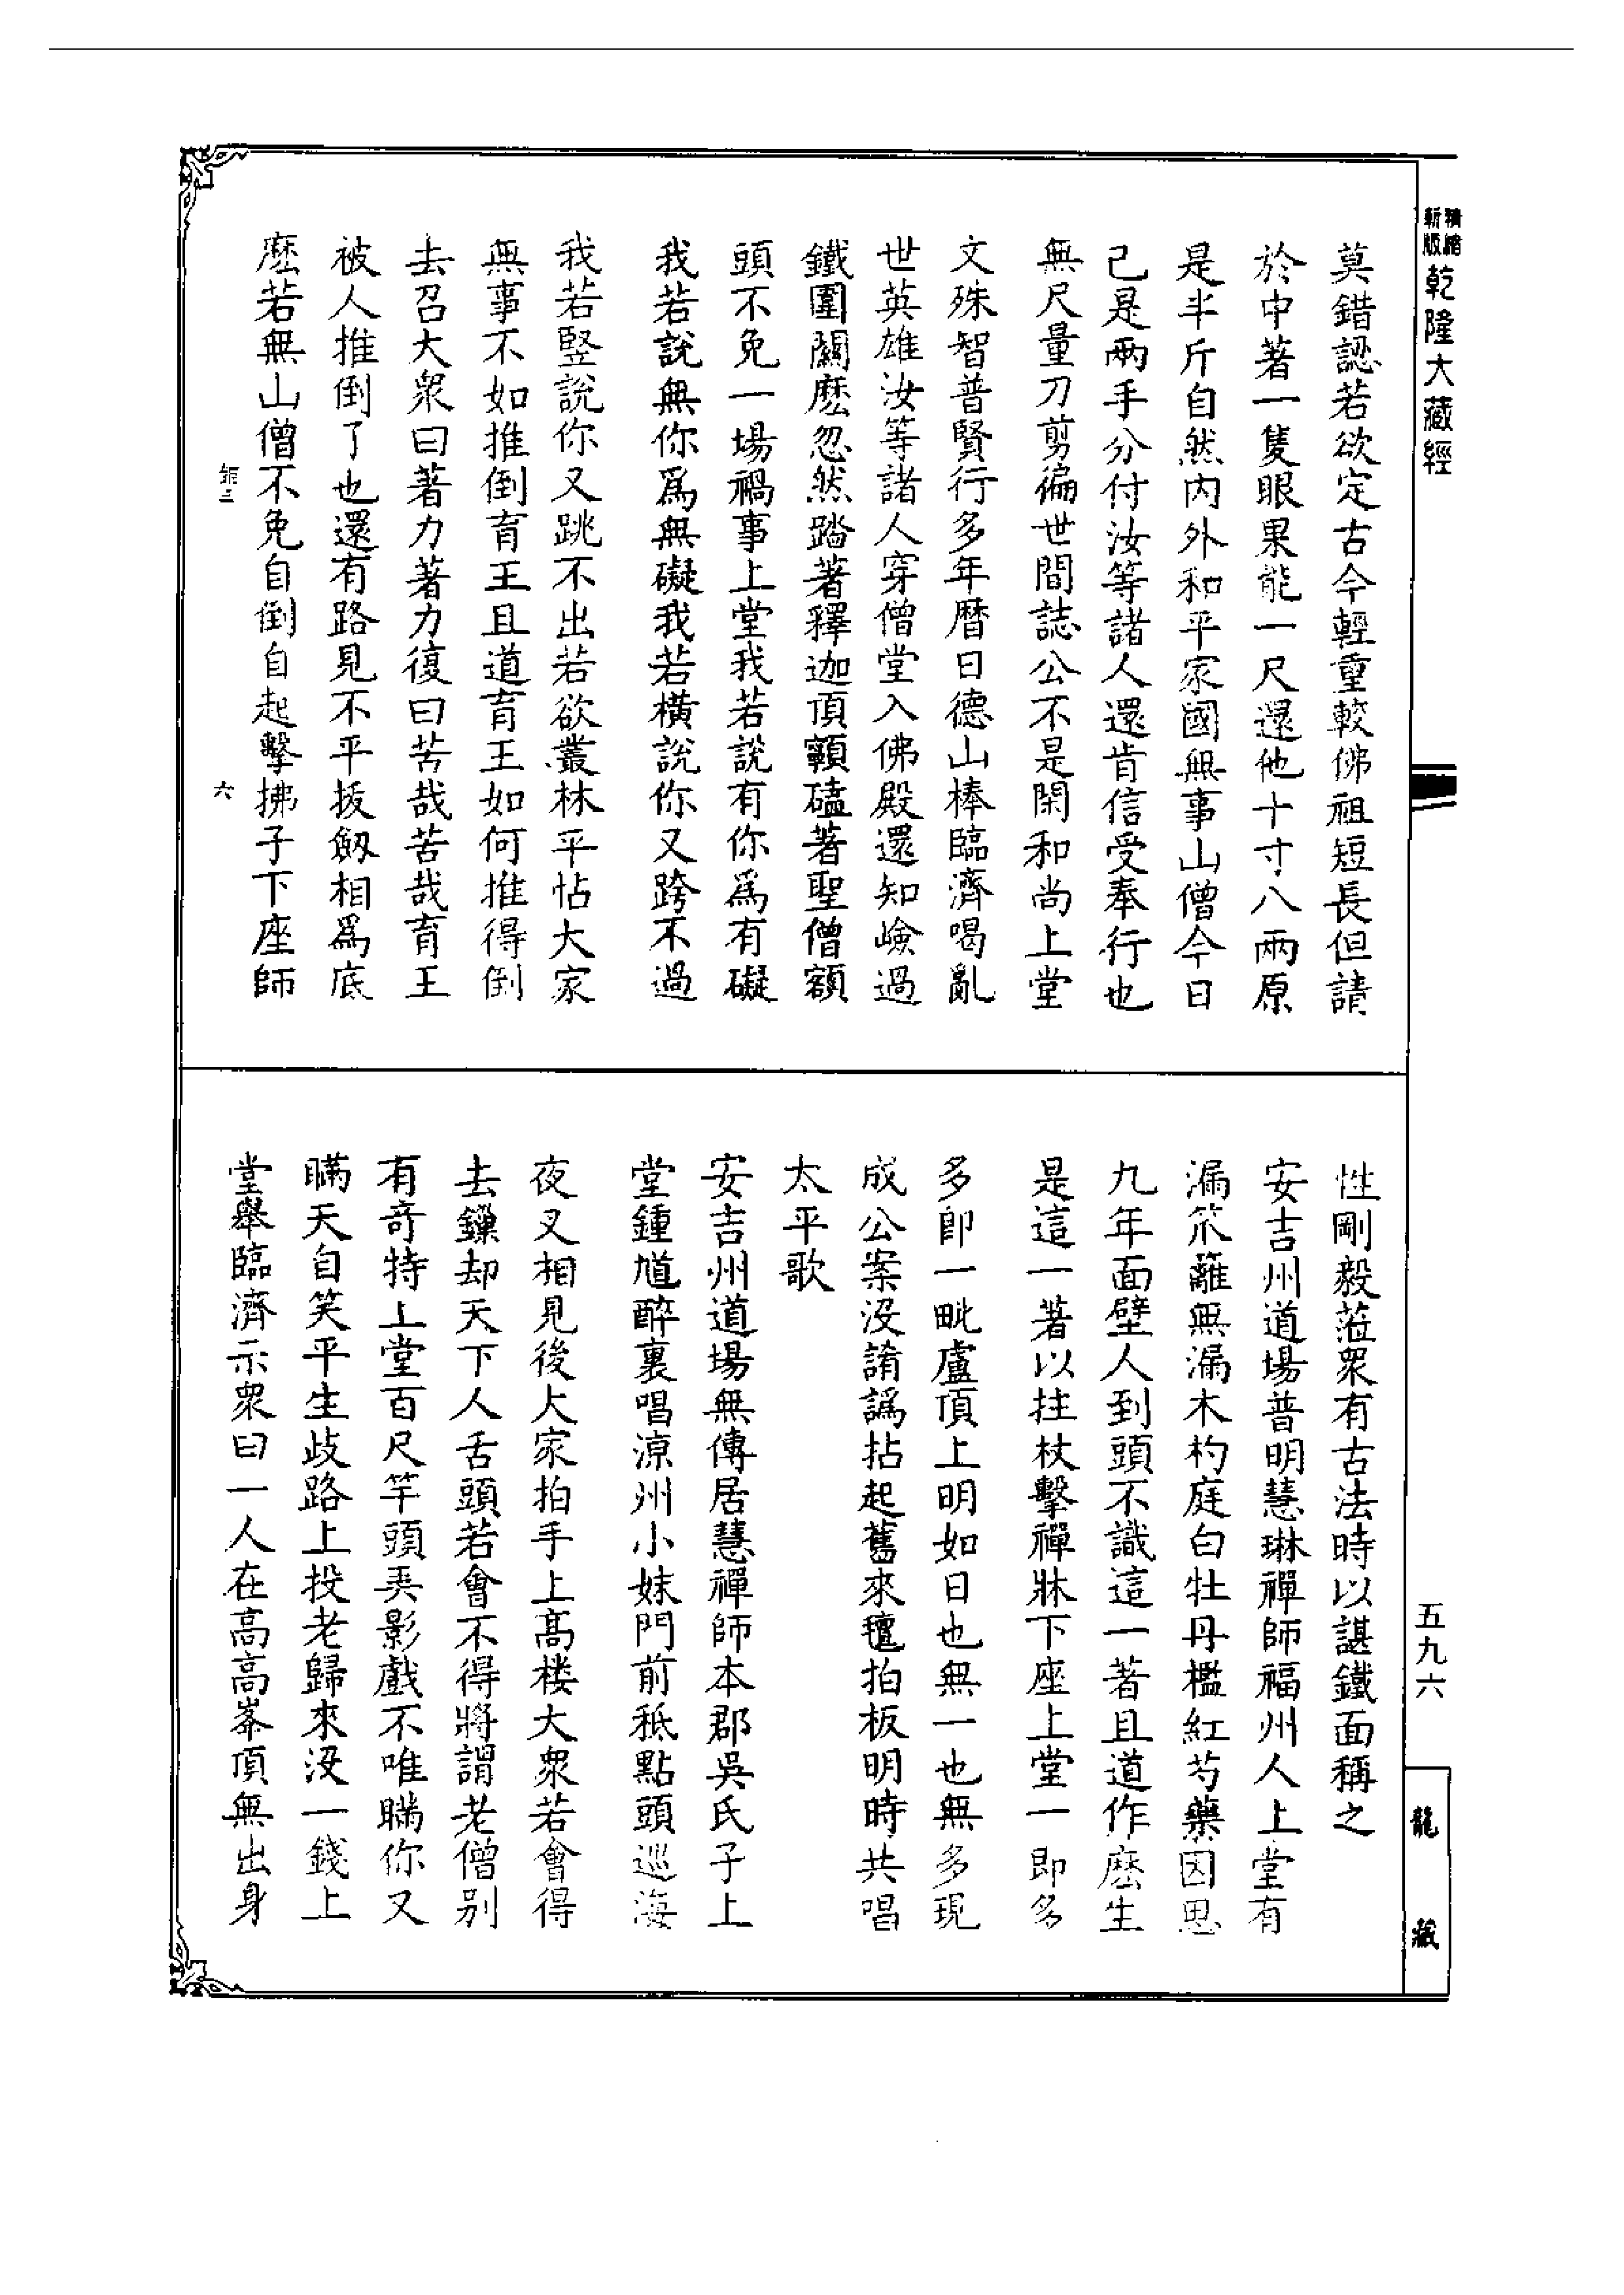 精縮
新版
乾隆大藏經
莫錯認若欲定古今輕重較佛祖短長但請
於中著一隻眼果能一尺還他十寸八兩原
是半斤自然内外和平家國無事山僧今日
已是兩手分付汝等諸人還肯信受奉行也
無尺量刀剪徧世間誌公不是閑和尚上堂
文殊智普賢行多年曆日德山棒臨濟喝亂
世英雄汝等諸人穿僧堂入佛殿還知嶮過
鐵圍關麽忽然踏著釋迦頂𩕳磕著聖僧額
頭不免一場禍事上堂我若說有你爲有礙
我若說無你爲無礙我若橫說你又跨不過
我若竪說你又跳不出若欲叢林平帖大家
無事不如推倒育王且道育王如何推得倒
去召大衆曰著力著力復曰苦哉苦哉育王
被人推倒了也還有路見不平拔劒相爲底
麽若無山僧不免自倒自起擊拂子下座師
六
性剛毅蒞衆有古法時以諶鐵面稱之
安吉州道場普明慧琳禪師福州人上堂有
漏笊籬無漏木杓庭白牡丹檻紅芍藥因思
九年面壁人到頭不識這一著且道作麽生
是這一著以拄杖擊禪牀下座上堂一即多
多即一毗盧頂上明如日也無一也無多現
成公案没誵譌拈起舊來氊拍板明時共唱
太平歌
安吉州道場無傳居慧禪師本郡吳氏子上
堂鍾馗醉裏唱涼州小妹門前秪點頭巡海
夜叉相見後大家拍手上髙樓大衆若會得
去鏁却天下人舌頭若會不得將謂老僧别
有奇特上堂百尺竿頭弄影戲不唯瞞你又
瞞天自笑平生歧路上投老歸來没一錢上
堂舉臨濟示衆曰一人在高高峯頂無出身
五九六
龍藏